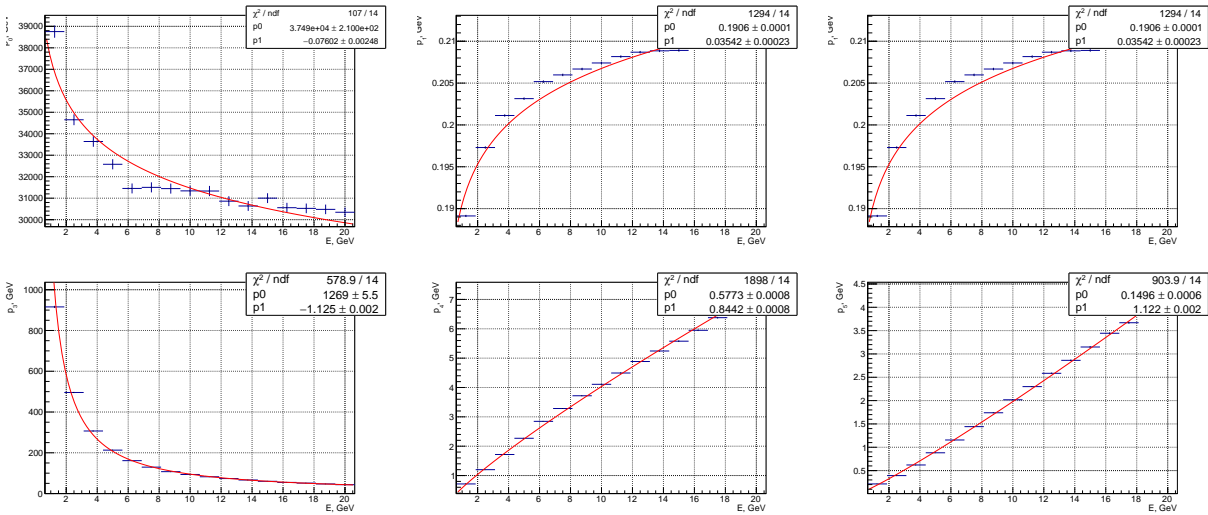 χ² / ndf 107 / 14
p0 3.749e+04 ± 2.100e+02
p1 −0.07602 ± 0.00248
39000
38000
37000
36000
35000
34000
33000
32000
31000
30000
2 4 6 8 10 12 14 16 18 20
E, GeV
χ² / ndf 1294 / 14
p0 0.1906 ± 0.0001
p1 0.03542 ± 0.00023
p₁, GeV
0.21
0.205
0.2
0.195
0.19
2 4 6 8 10 12 14 16 18 20
E, GeV
χ² / ndf 1294 / 14
p0 0.1906 ± 0.0001
p1 0.03542 ± 0.00023
p₁, GeV
0.21
0.205
0.2
0.195
0.19
2 4 6 8 10 12 14 16 18 20
E, GeV
χ² / ndf 578.9 / 14
p0 1269 ± 5.5
p1 −1.125 ± 0.002
p₃, GeV
1000
800
600
400
200
0
2 4 6 8 10 12 14 16 18 20
E, GeV
χ² / ndf 1898 / 14
p0 0.5773 ± 0.0008
p1 0.8442 ± 0.0008
p₄, GeV
7
6
5
4
3
2
1
2 4 6 8 10 12 14 16 18 20
E, GeV
χ² / ndf 903.9 / 14
p0 0.1496 ± 0.0006
p1 1.122 ± 0.002
p₅, GeV
4.5
4
3.5
3
2.5
2
1.5
1
0.5
2 4 6 8 10 12 14 16 18 20
E, GeV